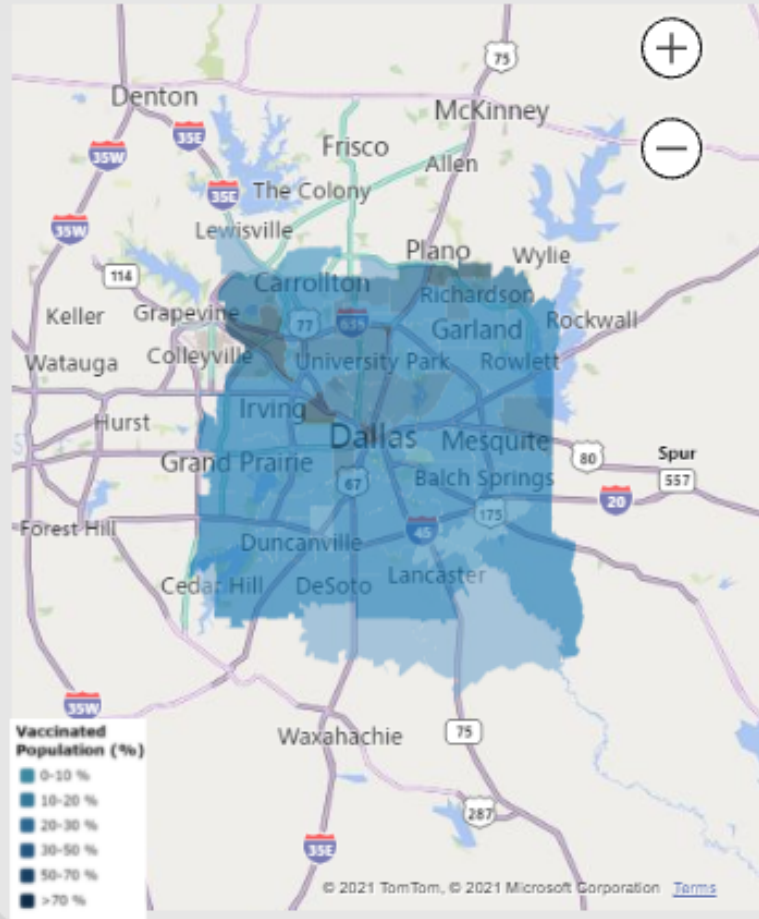 75
Denton
McKinney
35E
35W
Frisco
Allen
35E
The Colony
35W
Lewisville
Plano
Wylie
114
Carrollton
Richardson
Keller
Grapevine
77
635
Garland
Rockwall
Watauga
Colleyville
University Park
Rowlett
Irving
Hurst
Dallas
Mesquite
80
Spur
557
Grand Prairie
67
Balch Springs
20
175
Forest Hill
45
Duncanville
Cedar Hill
DeSoto
Lancaster
35W
Waxahachie
75
Vaccinated
Population (%)
0-10 %
10-20 %
20-30 %
30-50 %
50-70 %
>70 %
287
35E
© 2021 TomTom, © 2021 Microsoft Corporation Terms